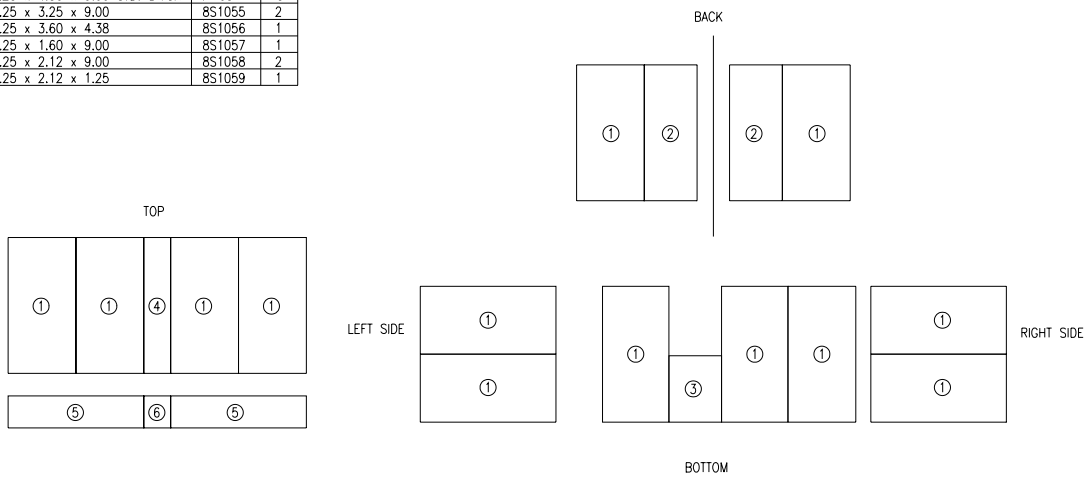 .25 x 3.25 x 9.00 8S1055 2
.25 x 3.60 x 4.38 8S1056 1
.25 x 1.60 x 9.00 8S1057 1
.25 x 2.12 x 9.00 8S1058 2
.25 x 2.12 x 1.25 8S1059 1
BACK
1 2 2 1
TOP
1 1 4 1 1
5 6 5
LEFT SIDE
1
1
1 3 1 1
1
1
RIGHT SIDE
BOTTOM